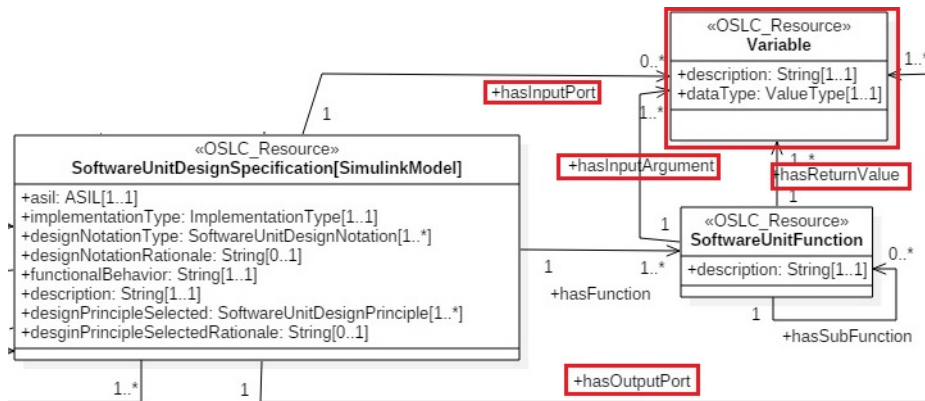 «OSLC_Resource»
Variable
+description: String[1..1]
+dataType: ValueType[1..1]
0..*
1..*
+hasInputPort
1
1..*
«OSLC_Resource»
SoftwareUnitDesignSpecification[SimulinkModel]
+asil: ASIL[1..1]
+implementationType: ImplementationType[1..1]
+designNotationType: SoftwareUnitDesignNotation[1..*]
+designNotationRationale: String[0..1]
+functionalBehavior: String[1..1]
+description: String[1..1]
+designPrincipleSelected: SoftwareUnitDesignPrinciple[1..*]
+desginPrincipleSelectedRationale: String[0..1]
+hasInputArgument
1..*
+hasReturnValue
1
1
«OSLC_Resource»
SoftwareUnitFunction
+description: String[1..1]
0..*
1
1..*
+hasFunction
1
+hasSubFunction
1..*
1
+hasOutputPort